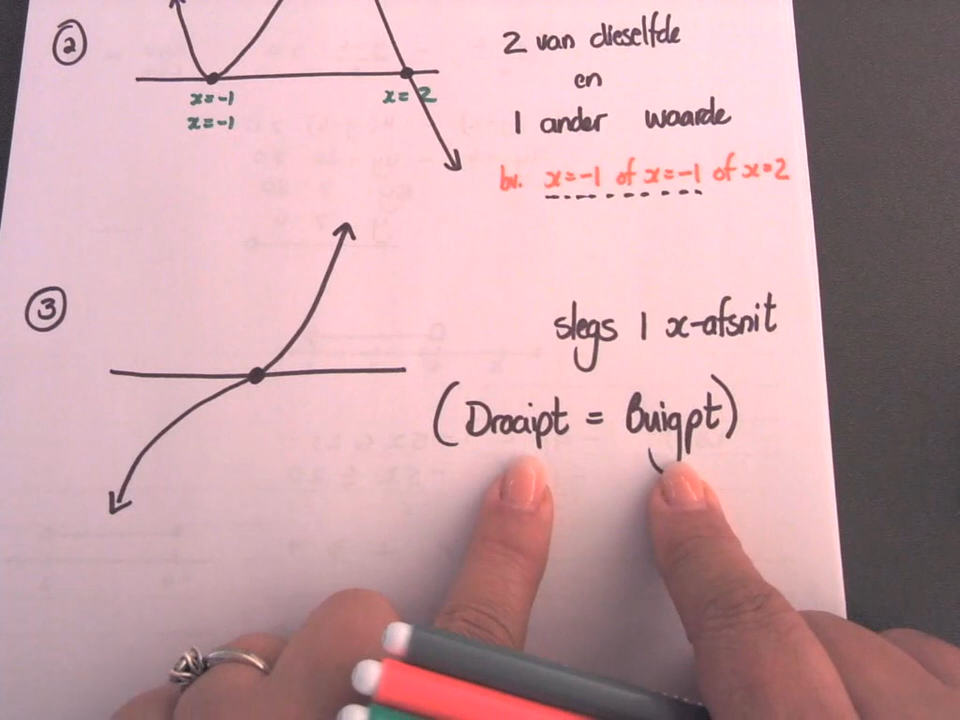 2
x=-1
x=-1
x=2
2 van dieselfde
en
1 ander waarde
bv. x=-1 of x=-1 of x=2
3
slegs 1 x-afsnit
(Draaipt = Buigpt)